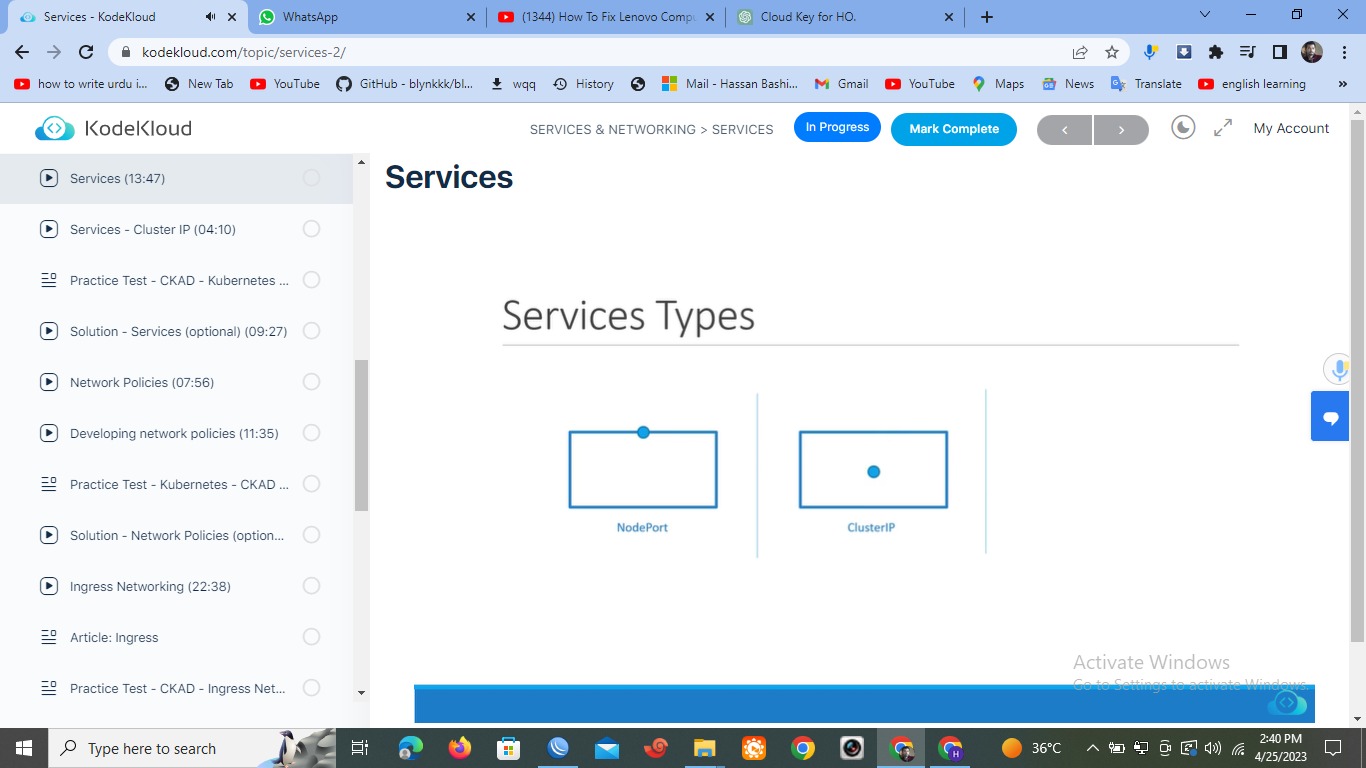 Services - KodeKloud
WhatsApp
(1344) How To Fix Lenovo Compu
Cloud Key for HO.
kodekloud.com/topic/services-2/
how to write urdu i...
New Tab
YouTube
GitHub - blynkkk/bl...
wqq
History
Mail - Hassan Bashi...
Gmail
YouTube
Maps
News
Translate
english learning
»
KodeKloud
SERVICES & NETWORKING > SERVICES
In Progress
Mark Complete
My Account
Services (13:47)
Services - Cluster IP (04:10)
Practice Test - CKAD - Kubernetes ...
Solution - Services (optional) (09:27)
Network Policies (07:56)
Developing network policies (11:35)
Practice Test - Kubernetes - CKAD ...
Solution - Network Policies (option...
Ingress Networking (22:38)
Article: Ingress
Practice Test - CKAD - Ingress Net...
Services
Services Types
NodePort
ClusterIP
Activate Windows
Go to Settings to activate Windows.
Type here to search
H
36°C
2:40 PM
4/25/2023